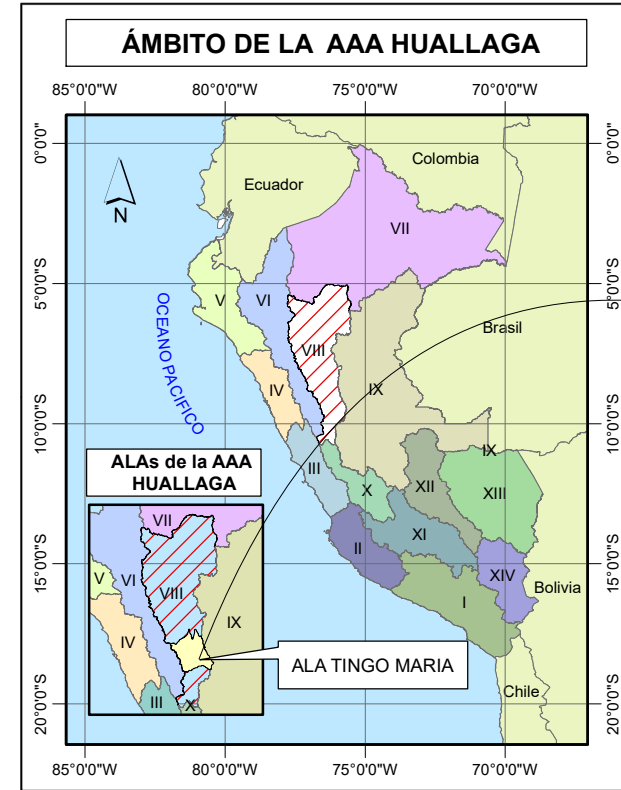 ÁMBITO DE LA AAA HUALLAGA
85°0'0"W 80°0'0"W 75°0'0"W 70°0'0"W
0°0'0" 0°0'0"
Colombia
Ecuador
N
VII
5°0'0"S 5°0'0"S
V
VI
OCEANO PACIFICO
Brasil
VIII
IV
IX
10°0'0"S 10°0'0"S
IX
ALAs de la AAA
HUALLAGA
III
X
XII
XIII
II
XI
XIV
I
Bolivia
15°0'0"S 15°0'0"S
VII
V
VI
VIII
IV
IX
III
X
ALA TINGO MARIA
Chile
20°0'0"S 20°0'0"S
85°0'0"W 80°0'0"W 75°0'0"W 70°0'0"W